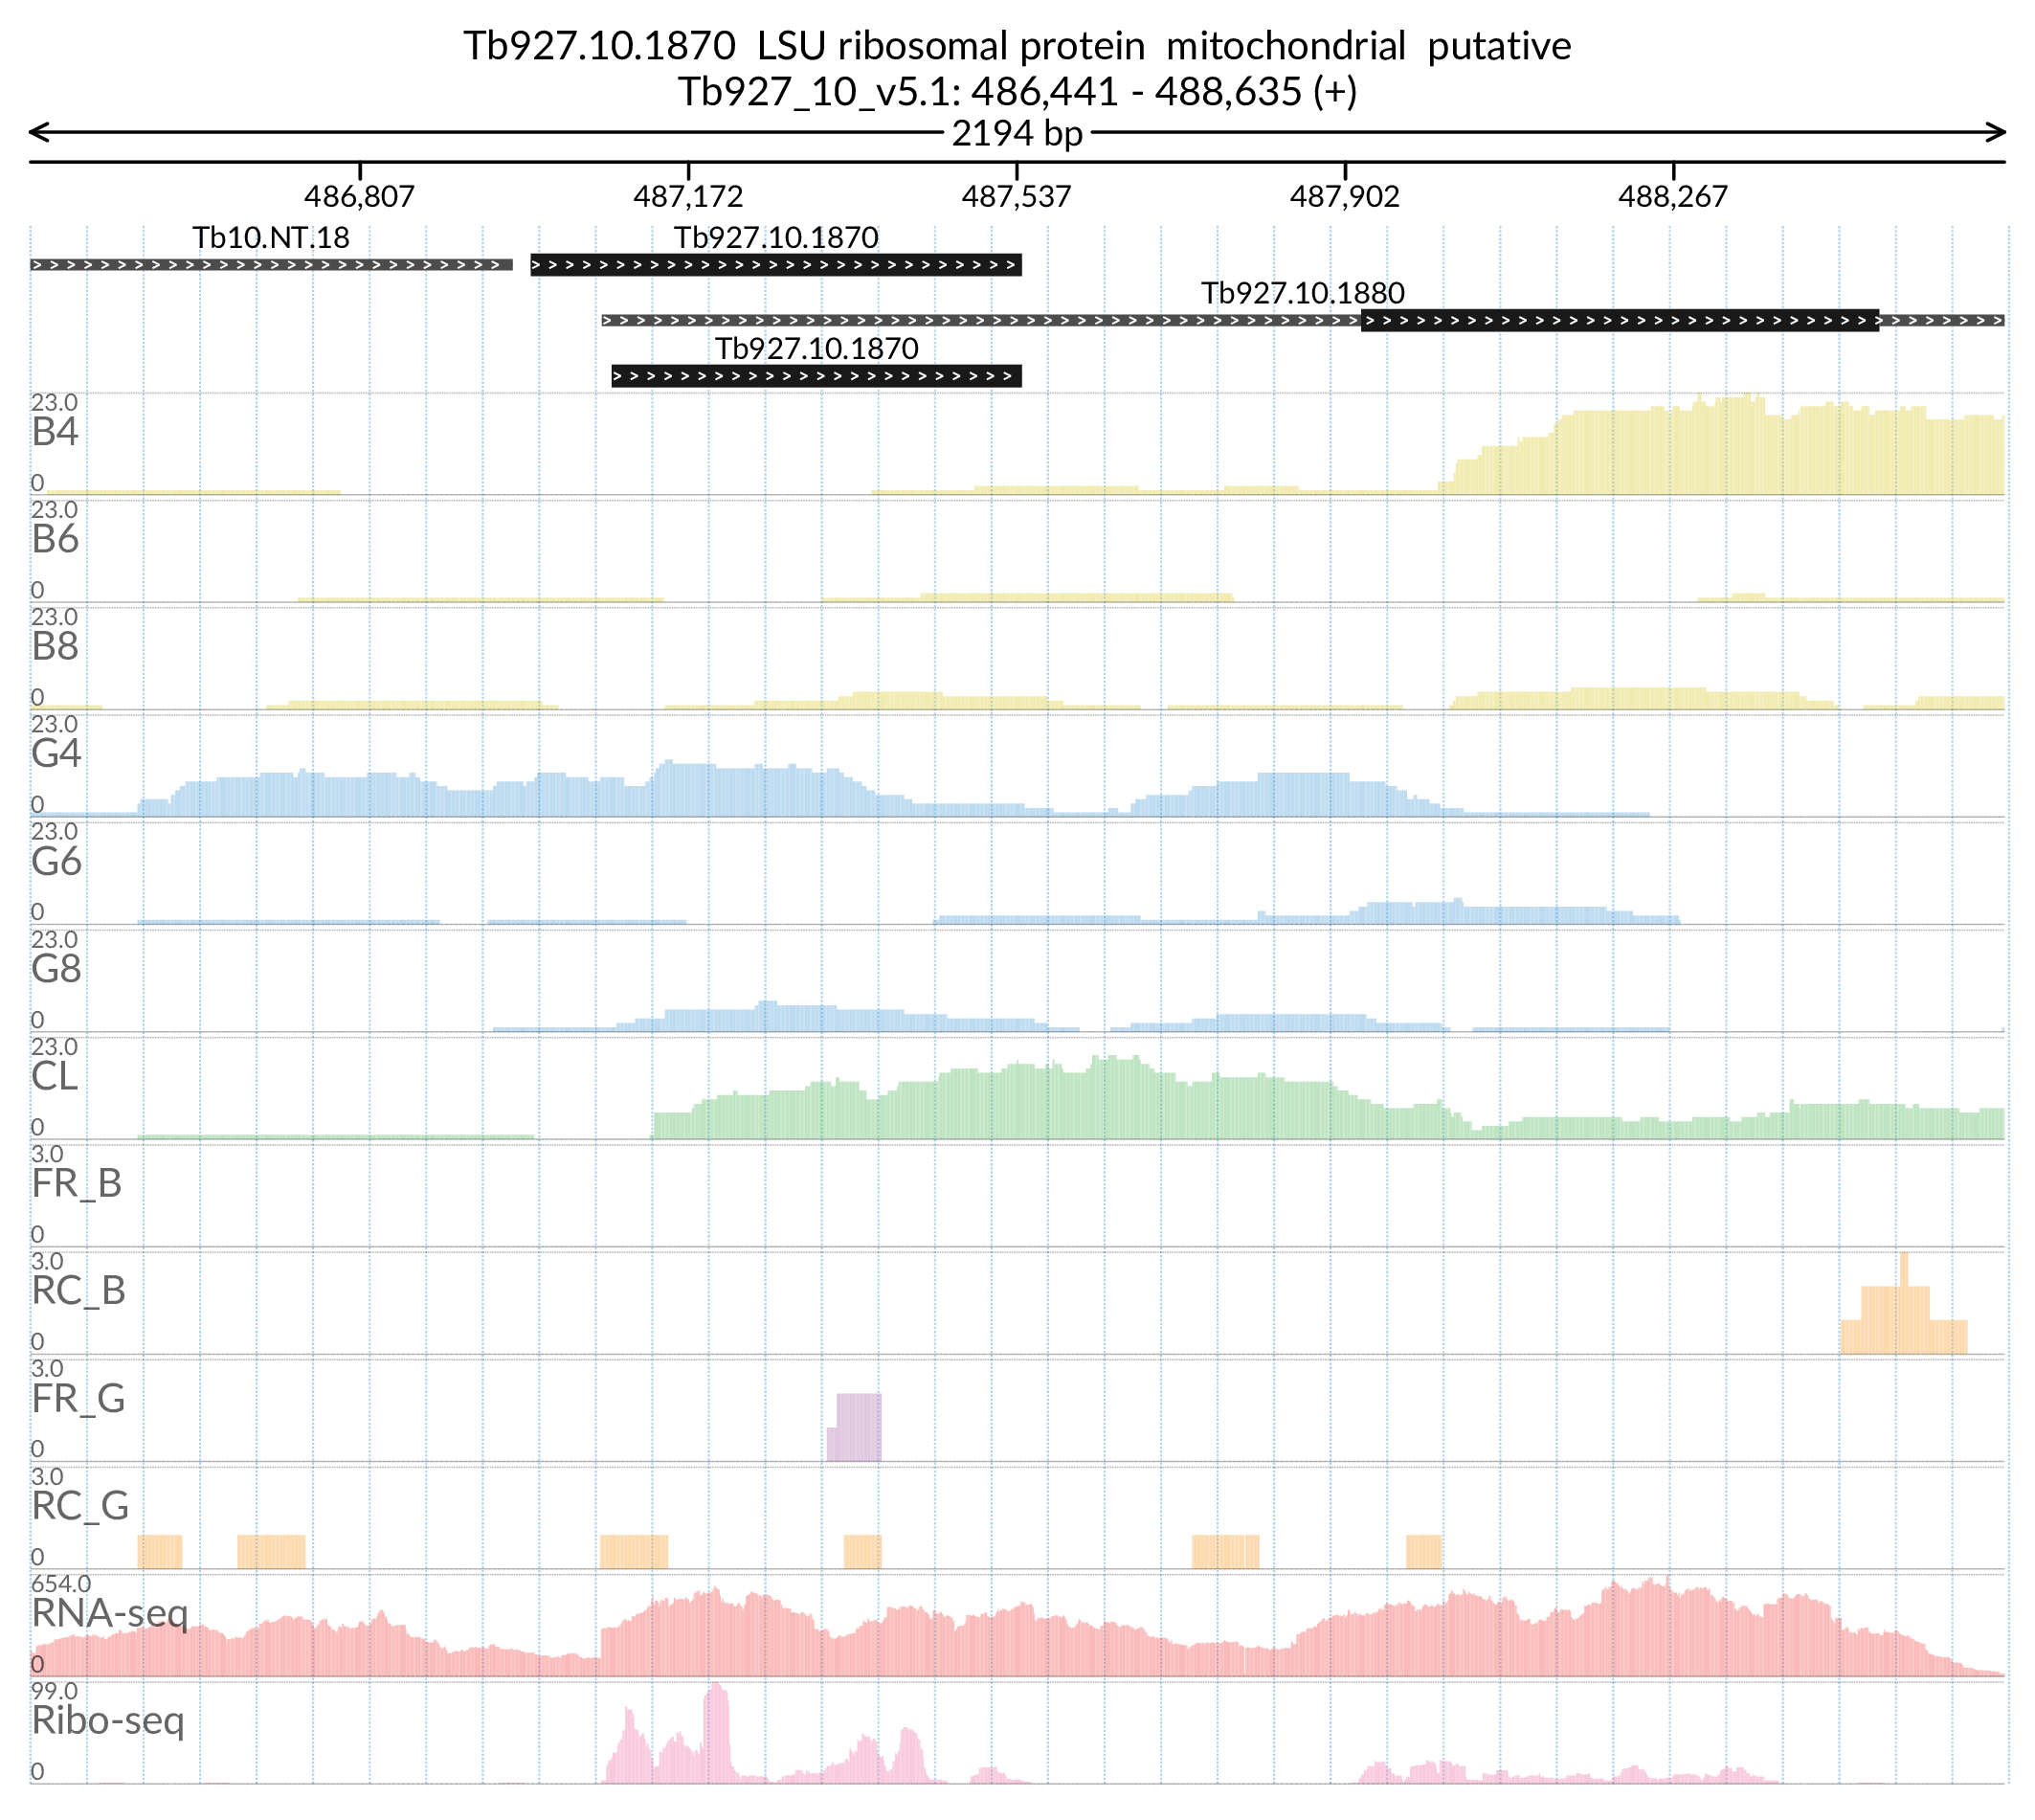 Tb927.10.1870  LSU ribosomal protein  mitochondrial  putative
Tb927_10_v5.1: 486,441 - 488,635 (+)
2194 bp
486,807 487,172 487,537 487,902 488,267
Tb10.NT.18 Tb927.10.1870
Tb927.10.1880
Tb927.10.1870
23.0
B4
0
23.0
B6
0
23.0
B8
0
23.0
G4
0
23.0
G6
0
23.0
G8
0
23.0
CL
0
3.0
FR_B
0
3.0
RC_B
0
3.0
FR_G
0
3.0
RC_G
0
654.0
RNA-seq
0
99.0
Ribo-seq
0